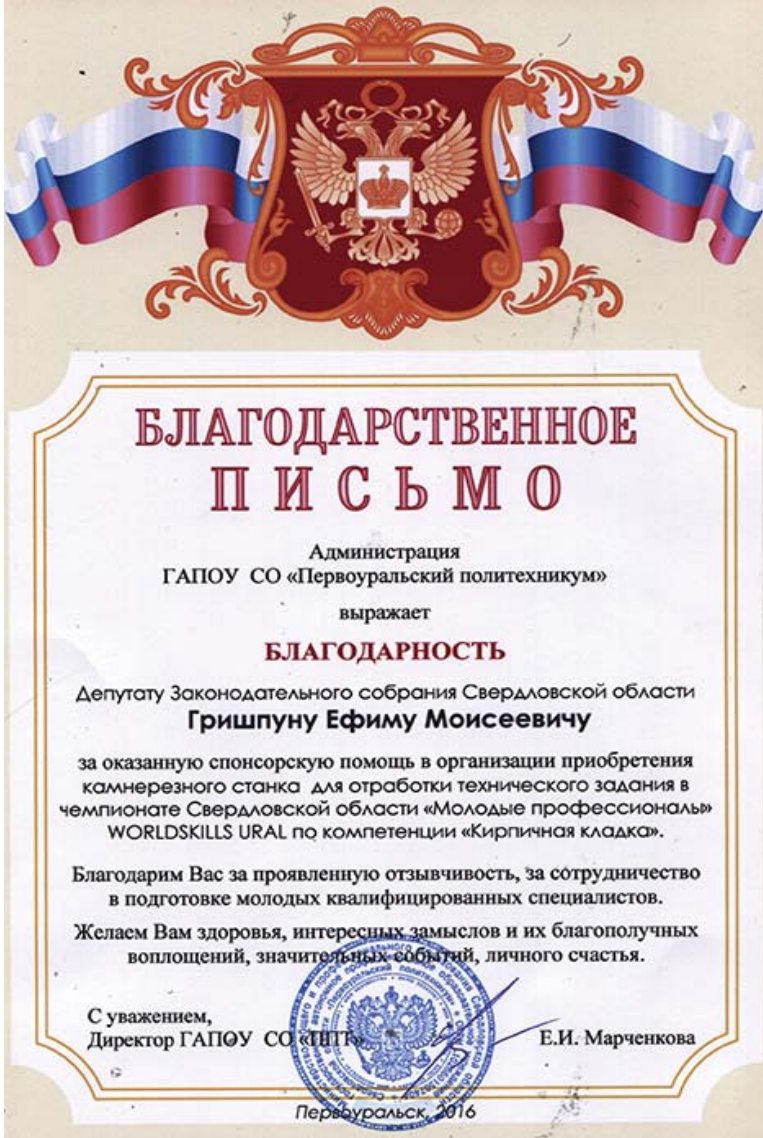 БЛАГОДАРСТВЕННОЕ
ПИСЬМО
Администрация
ГАПОУ СО «Первоуральский политехникум»
выражает
БЛАГОДАРНОСТЬ
Депутату Законодательного собрания Свердловской области
Гришпуну Ефиму Моисеевичу
за оказанную спонсорскую помощь в организации приобретения
камнерезного станка для отработки технического задания в
чемпионате Свердловской области «Молодые профессионалы»
WORLDSKILLS URAL по компетенции «Кирпичная кладка».
Благодарим Вас за проявленную отзывчивость, за сотрудничество
в подготовке молодых квалифицированных специалистов.
Желаем Вам здоровья, интересных замыслов и их благополучных
воплощений, значительных событий, личного счастья.
С уважением,
Директор ГАПОУ СО «ППТ»
Е.И. Марченкова
«Первоуральский политехникум»
Первоуральск, 2016